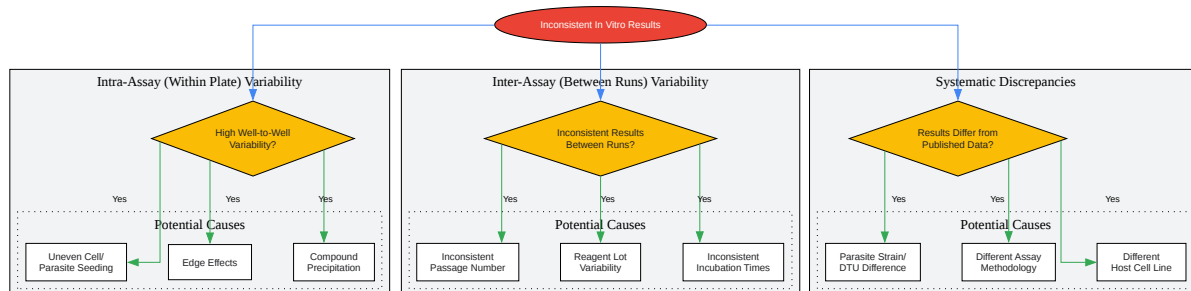 Inconsistent In Vitro Results
Intra-Assay (Within Plate) Variability
High Well-to-Well
Variability?
Yes
Yes
Yes
Potential Causes
Uneven Cell/
Parasite Seeding
Edge Effects
Compound
Precipitation
Inter-Assay (Between Runs) Variability
Inconsistent Results
Between Runs?
Yes
Yes
Yes
Potential Causes
Inconsistent
Passage Number
Reagent Lot
Variability
Inconsistent
Incubation Times
Systematic Discrepancies
Results Differ from
Published Data?
Yes
Yes
Yes
Potential Causes
Parasite Strain/
DTU Difference
Different Assay
Methodology
Different
Host Cell Line